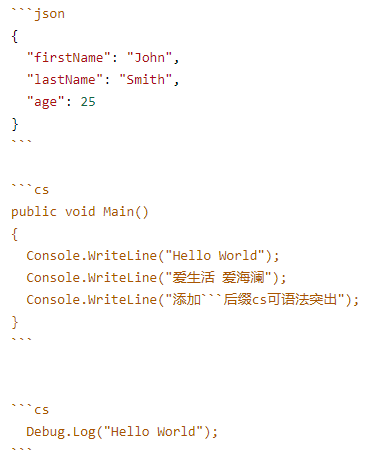 ```json
{
  "firstName": "John",
  "lastName": "Smith",
  "age": 25
}
```

```cs
public void Main()
{
  Console.WriteLine("Hello World");
  Console.WriteLine("爱生活 爱海澜");
  Console.WriteLine("添加```后缀cs可语法突出");
}
```


```cs
  Debug.Log("Hello World");
```